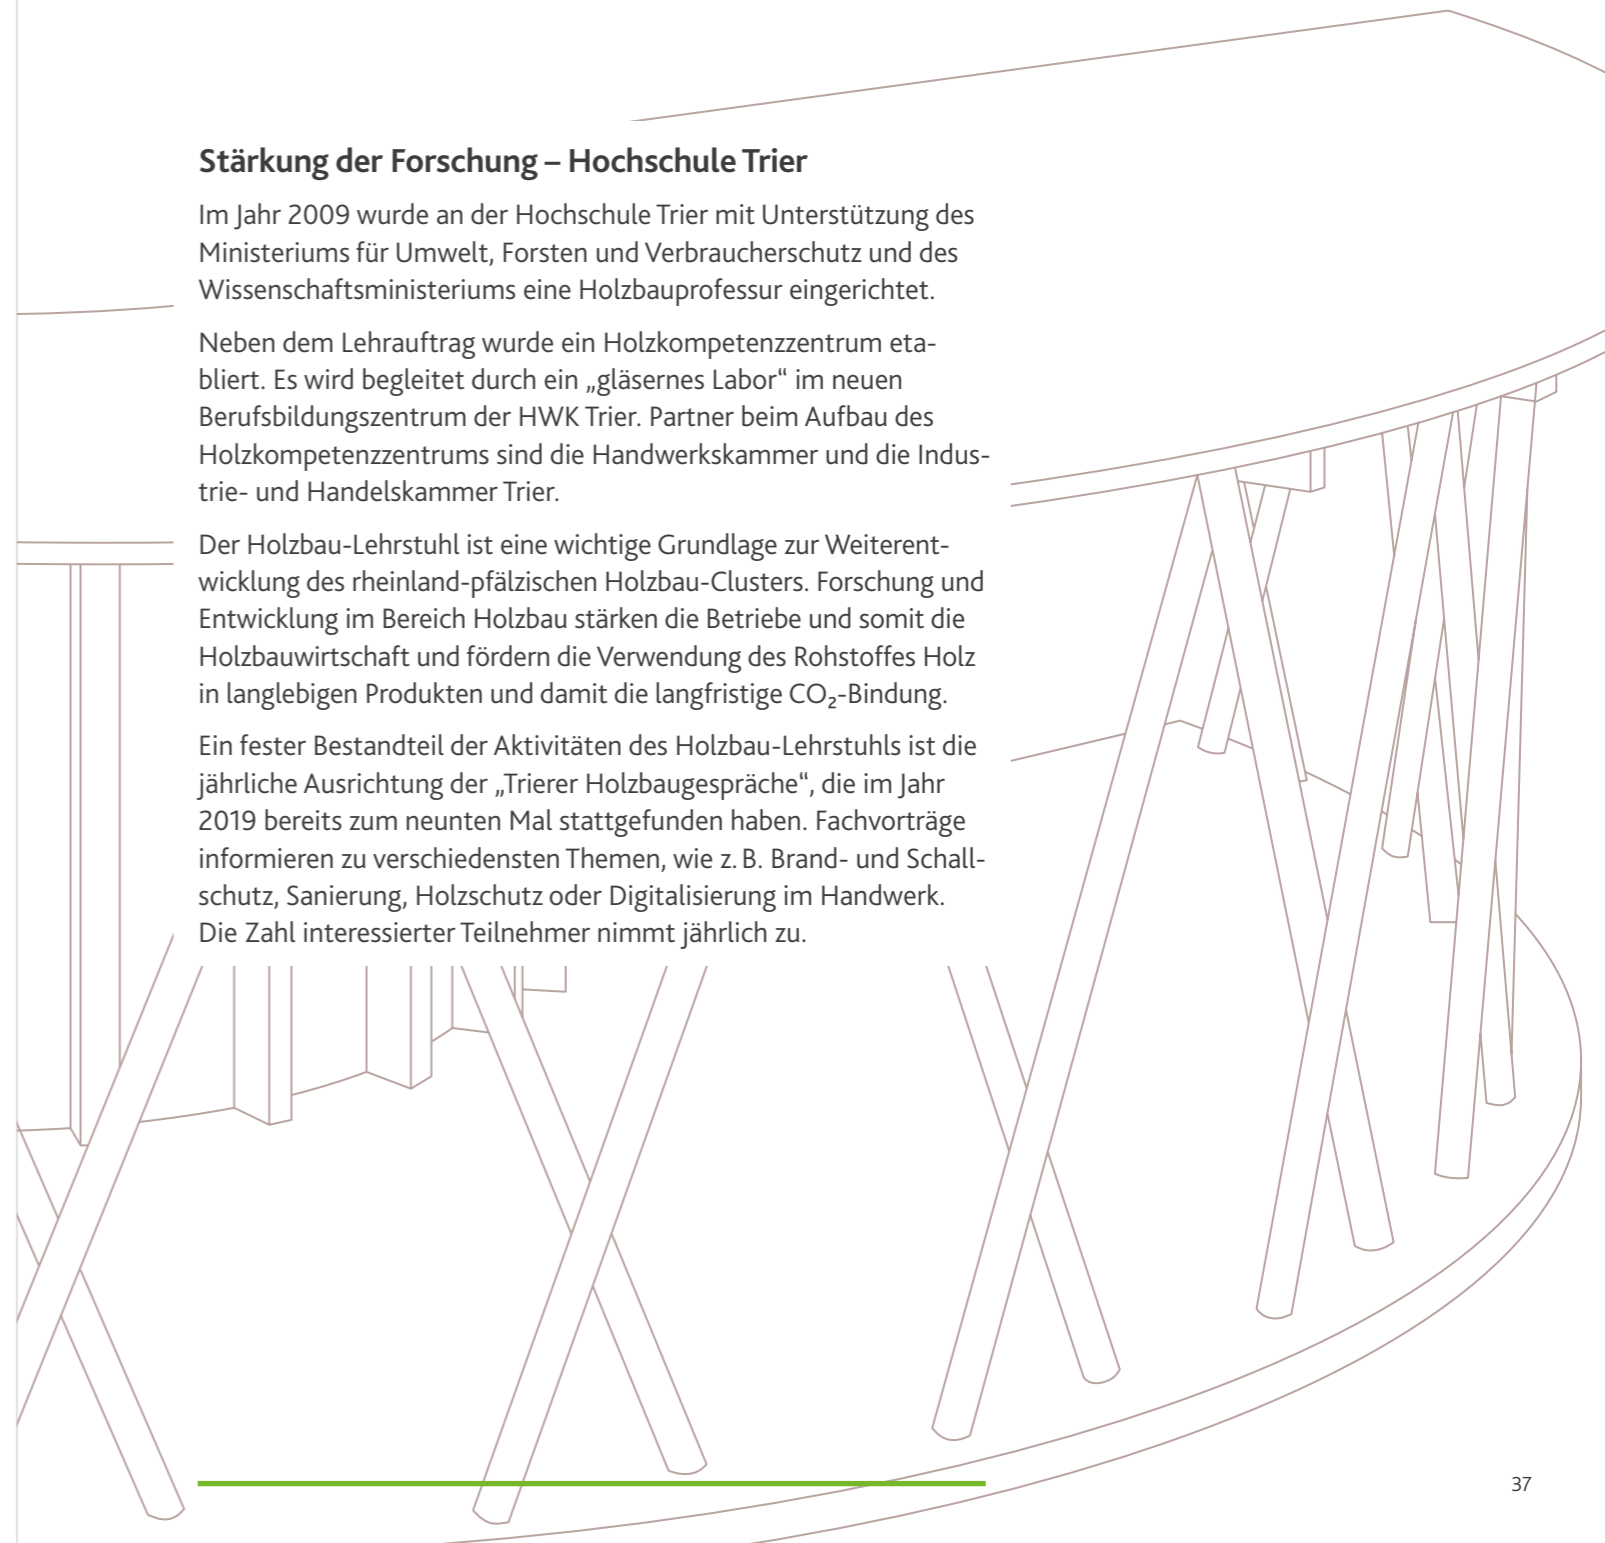 Stärkung der Forschung – Hochschule Trier
Im Jahr 2009 wurde an der Hochschule Trier mit Unterstützung des
Ministeriums für Umwelt, Forsten und Verbraucherschutz und des
Wissenschaftsministeriums eine Holzbauprofessur eingerichtet.
Neben dem Lehrauftrag wurde ein Holzkompetenzzentrum eta-
bliert. Es wird begleitet durch ein „gläsernes Labor“ im neuen
Berufsbildungszentrum der HWK Trier. Partner beim Aufbau des
Holzkompetenzzentrums sind die Handwerkskammer und die Indus-
trie- und Handelskammer Trier.
Der Holzbau-Lehrstuhl ist eine wichtige Grundlage zur Weiterent-
wicklung des rheinland-pfälzischen Holzbau-Clusters. Forschung und
Entwicklung im Bereich Holzbau stärken die Betriebe und somit die
Holzbauwirtschaft und fördern die Verwendung des Rohstoffes Holz
in langlebigen Produkten und damit die langfristige CO₂-Bindung.
Ein fester Bestandteil der Aktivitäten des Holzbau-Lehrstuhls ist die
jährliche Ausrichtung der „Trierer Holzbaugespräche“, die im Jahr
2019 bereits zum neunten Mal stattgefunden haben. Fachvorträge
informieren zu verschiedensten Themen, wie z. B. Brand- und Schall-
schutz, Sanierung, Holzschutz oder Digitalisierung im Handwerk.
Die Zahl interessierter Teilnehmer nimmt jährlich zu.
37